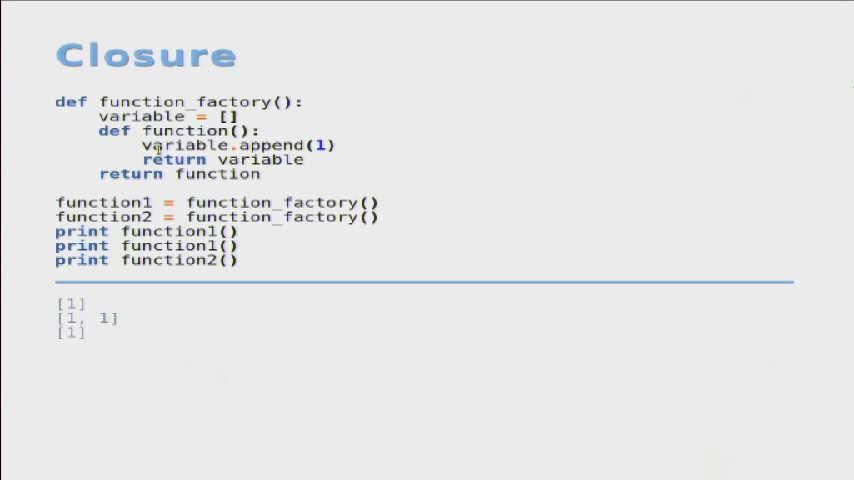 Closure
def function_factory():
    variable = []
    def function():
        variable.append(1)
        return variable
    return function
function1 = function_factory()
function2 = function_factory()
print function1()
print function1()
print function2()
[1]
[1, 1]
[1]